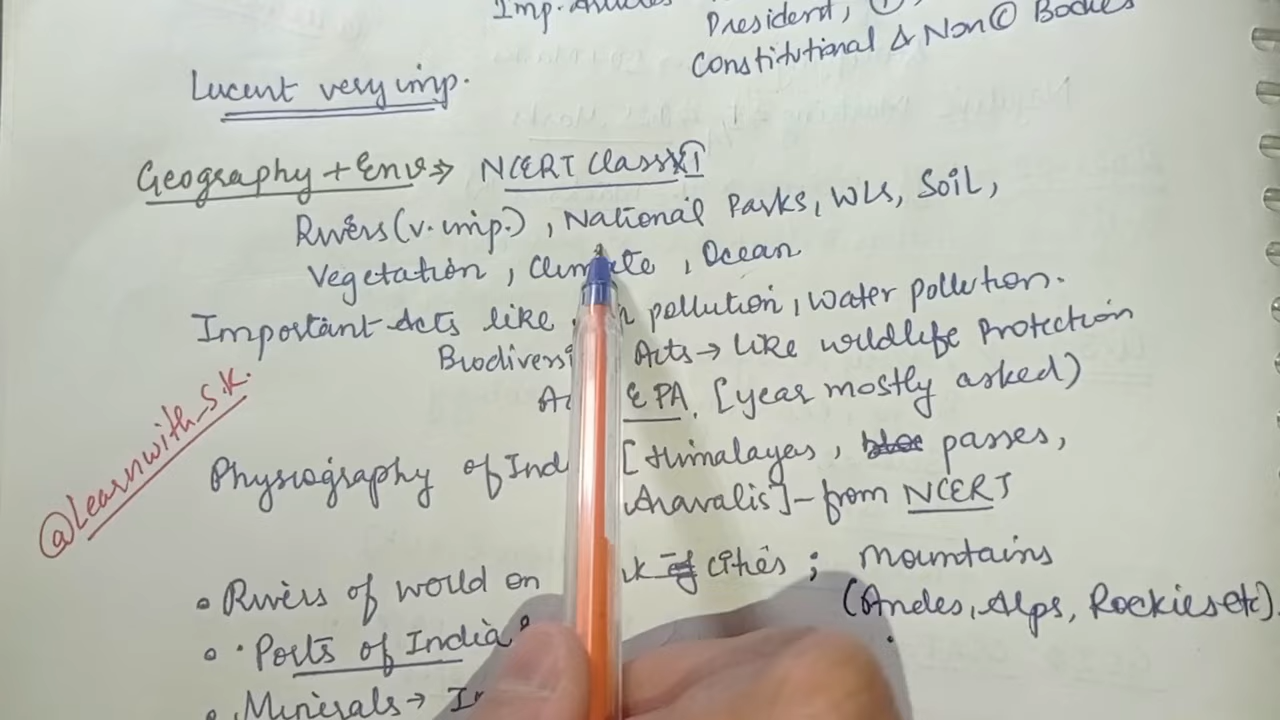 Imp. Articles
President,
Constitutional & Non © Bodies
Lucent very imp.
Geography + Env ⇒ NCERT Class XI
Rivers (v. imp.), National Parks, WLS, Soil,
Vegetation, Climate, Ocean
Important Acts like pollution, water pollution.
Acts → like wildlife Protection
EPA, [year mostly asked)
Physiography of [Himalayas, passes,
Aravalis] - from NCERT
@Learnwith_S.K.
• Rivers of world on cities ; Mountains
(Andes, Alps, Rockies etc)
• Ports of India
• Minerals →